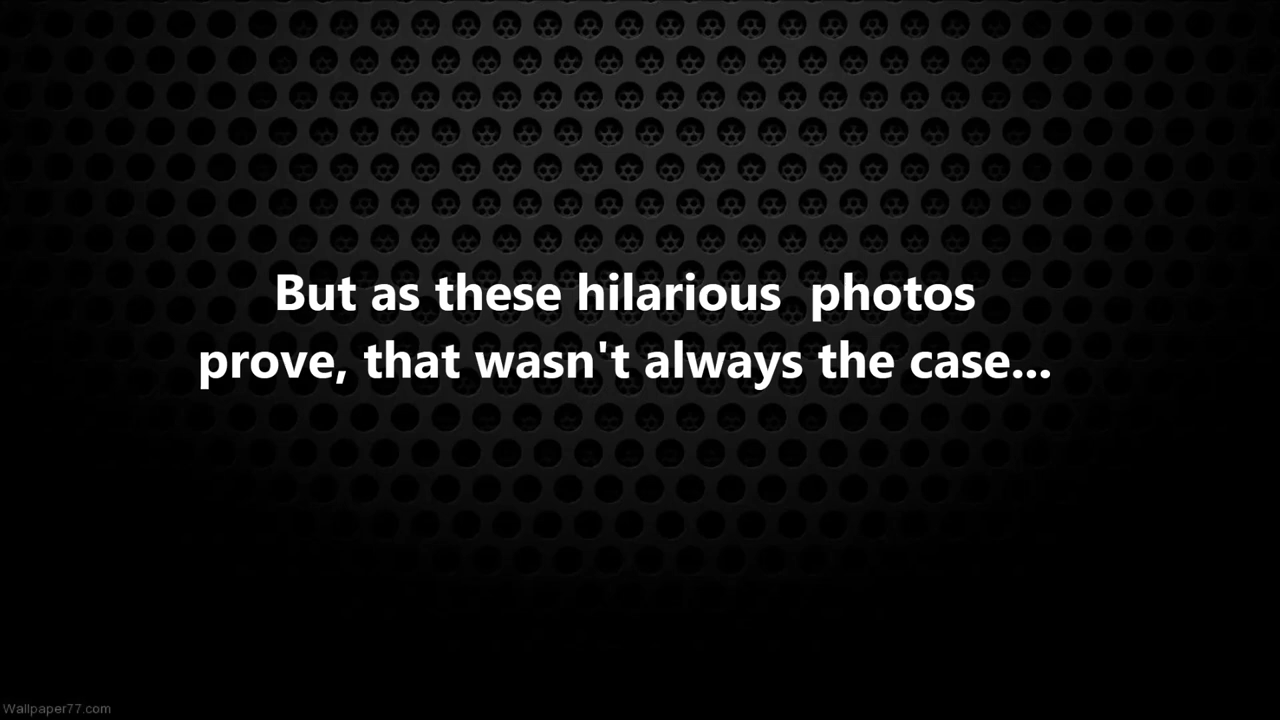 But as these hilarious  photos
prove, that wasn't always the case...
Wallpaper77.com